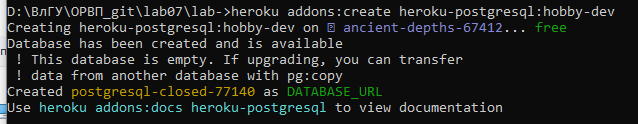 D:\ВлГУ\ОРВП_git\lab07\lab->heroku addons:create heroku-postgresql:hobby-dev
Creating heroku-postgresql:hobby-dev on ⍰ ancient-depths-67412... free
Database has been created and is available
! This database is empty. If upgrading, you can transfer
! data from another database with pg:copy
Created postgresql-closed-77140 as DATABASE_URL
Use heroku addons:docs heroku-postgresql to view documentation